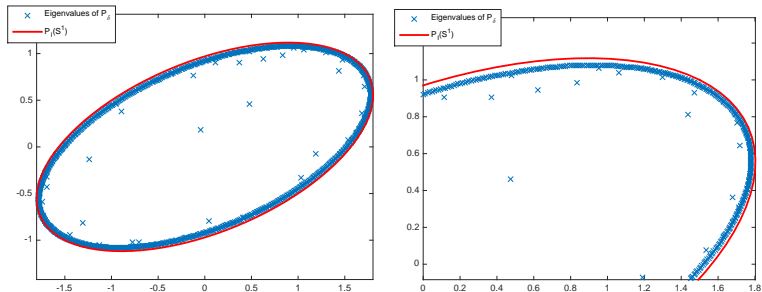 Eigenvalues of P_δ
P_I(S^1)
1
0.5
0
-0.5
-1
-1.5 -1 -0.5 0 0.5 1 1.5
Eigenvalues of P_δ
P_I(S^1)
1
0.8
0.6
0.4
0.2
0
0 0.2 0.4 0.6 0.8 1 1.2 1.4 1.6 1.8